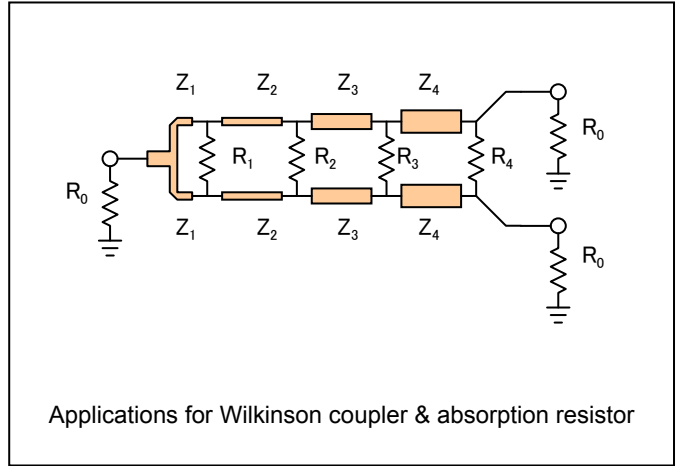 Z₁ Z₂ Z₃ Z₄
R₀ R₁ R₂ R₃ R₄ R₀
Z₁ Z₂ Z₃ Z₄
R₀
Applications for Wilkinson coupler & absorption resistor